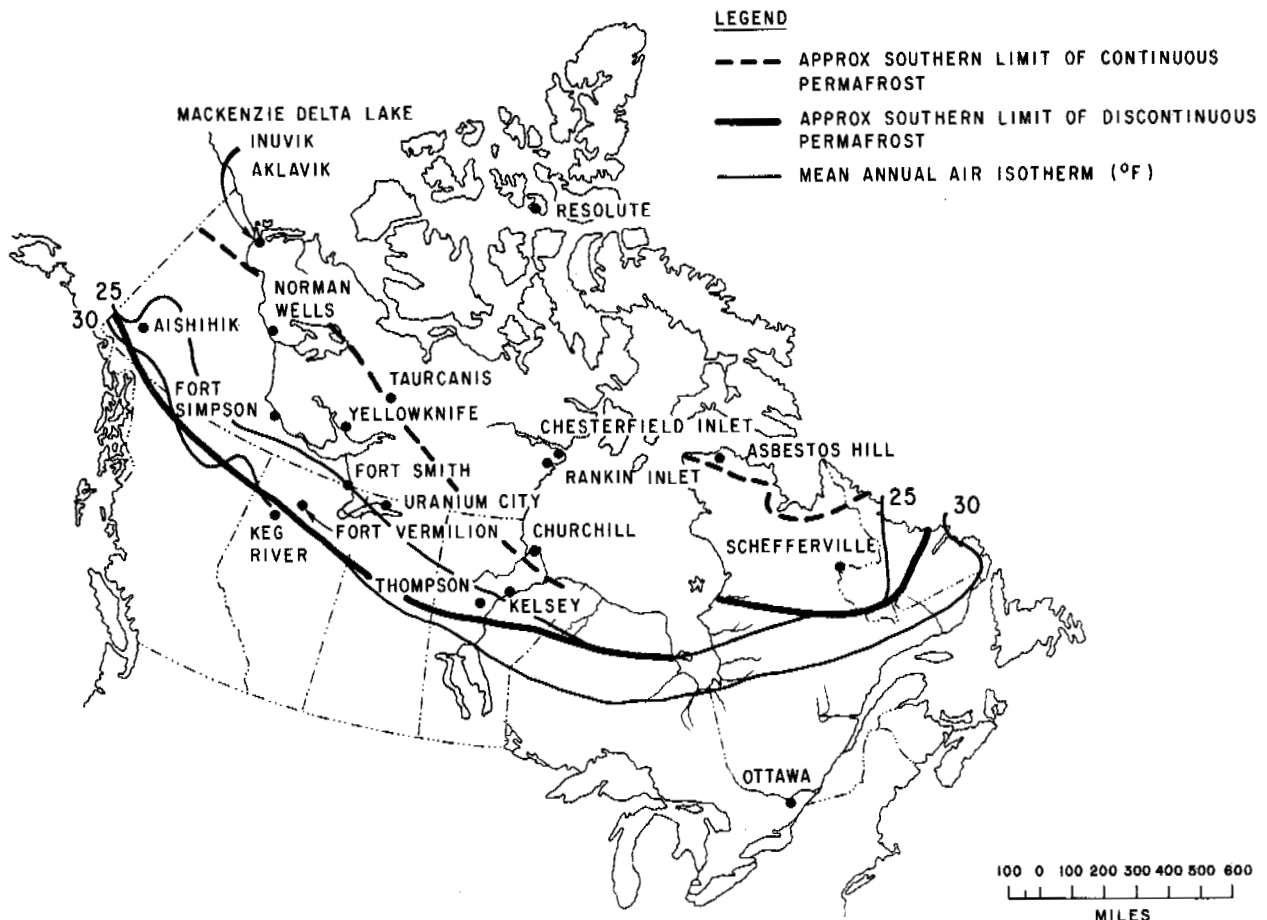 LEGEND
APPROX SOUTHERN LIMIT OF CONTINUOUS
PERMAFROST
APPROX SOUTHERN LIMIT OF DISCONTINUOUS
PERMAFROST
MEAN ANNUAL AIR ISOTHERM (°F)
MACKENZIE DELTA LAKE
INUVIK
AKLAVIK
RESOLUTE
NORMAN
WELLS
25
30
AISHIHIK
TAURCANIS
FORT
SIMPSON
YELLOWKNIFE
CHESTERFIELD INLET
ASBESTOS HILL
FORT SMITH
RANKIN INLET
URANIUM CITY
25
30
KEG
RIVER
FORT VERMILION
CHURCHILL
SCHEFFERVILLE
THOMPSON
KELSEY
OTTAWA
100 0 100 200 300 400 500 600
MILES